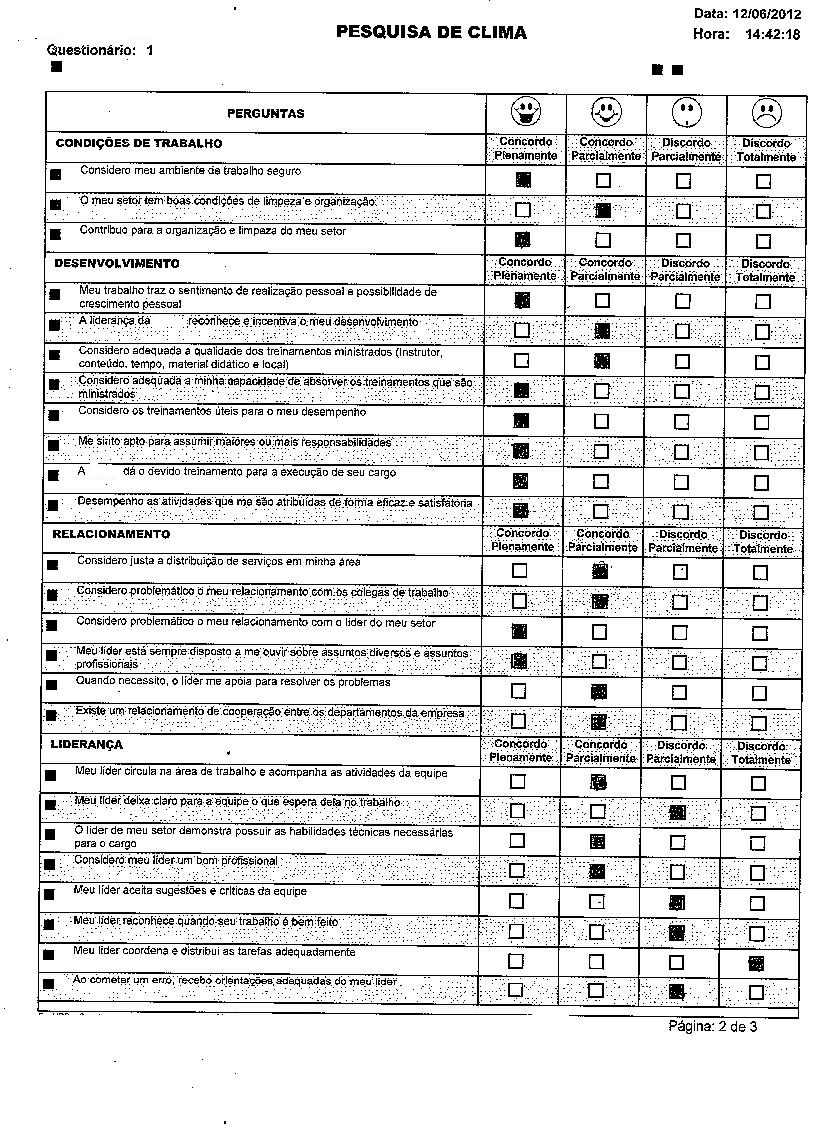 Data: 12/06/2012
PESQUISA DE CLIMA
Hora: 14:42:18
Questionário: 1
PERGUNTAS
CONDIÇÕES DE TRABALHO
Concordo Plenamente
Concordo Parcialmente
Discordo Parcialmente
Discordo Totalmente
Considero meu ambiente de trabalho seguro
O meu setor tem boas condições de limpeza e organização
Contribuo para a organização e limpaza do meu setor
DESENVOLVIMENTO
Concordo Plenamente
Concordo Parcialmente
Discordo Parcialmente
Discordo Totalmente
Meu trabalho traz o sentimento de realização pessoal e possibilidade de
crescimento pessoal
A liderança da reconhece e incentiva o meu desenvolvimento
Considero adequada a qualidade dos treinamentos ministrados (Instrutor,
conteúdo, tempo, material didático e local)
Considero adequada a minha capacidade de absorver os treinamentos que são
ministrados
Considero os treinamentos úteis para o meu desempenho
Me sinto apto para assumir maiores ou mais responsabilidades
A dá o devido treinamento para a execução de seu cargo
Desempenho as atividades que me são atribuídas de forma eficaz e satisfatória
RELACIONAMENTO
Concordo Plenamente
Concordo Parcialmente
Discordo Parcialmente
Discordo Totalmente
Considero justa a distribuição de serviços em minha área
Considero problemático o meu relacionamento com os colegas de trabalho
Considero problemático o meu relacionamento com o líder do meu setor
Meu líder está sempre disposto a me ouvir sobre assuntos diversos e assuntos
profissionais
Quando necessito, o líder me apóia para resolver os problemas
Existe um relacionamento de cooperação entre os departamentos da empresa
LIDERANÇA
Concordo Plenamente
Concordo Parcialmente
Discordo Parcialmente
Discordo Totalmente
Meu líder circula na área de trabalho e acompanha as atividades da equipe
Meu líder deixa claro para a equipe o que espera dela no trabalho
O líder de meu setor demonstra possuir as habilidades técnicas necessárias
para o cargo
Considero meu líder um bom profissional
Meu líder aceita sugestões e críticas da equipe
Meu líder reconhece quando seu trabalho é bem feito
Meu líder coordena e distribui as tarefas adequadamente
Ao cometer um erro, recebo orientações adequadas do meu líder
Página: 2 de 3